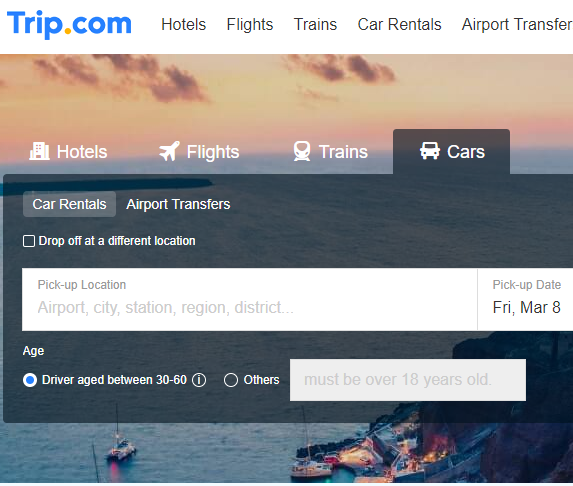 Trip.com Hotels Flights Trains Car Rentals Airport Transfer
Hotels Flights Trains Cars
Car Rentals Airport Transfers
Drop off at a different location
Pick-up Location Pick-up Date
Airport, city, station, region, district... Fri, Mar 8
Age
Driver aged between 30-60 Others must be over 18 years old.